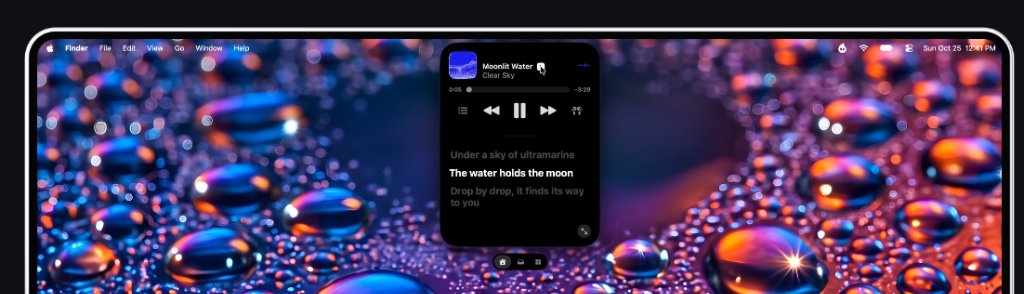 Finder File Edit View Go Window Help
Sun Oct 25 12:41 PM
Moonlit Water
Clear Sky
0:05
-3:29
Under a sky of ultramarine
The water holds the moon
Drop by drop, it finds its way
to you